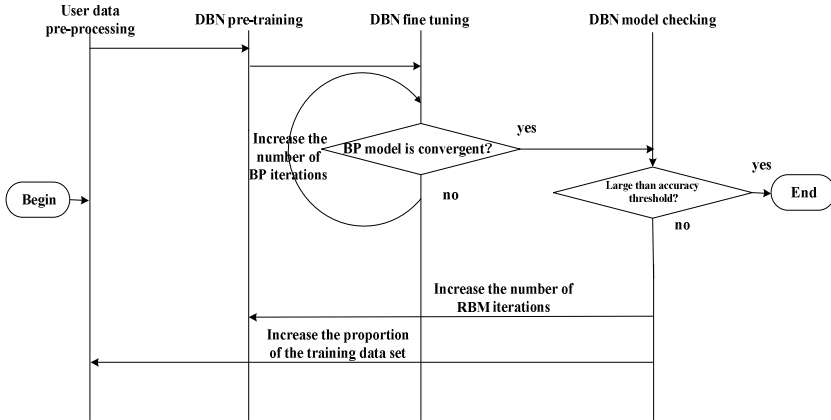 User data
pre-processing
DBN pre-training
DBN fine tuning
DBN model checking
yes
Increase the
number of
BP iterations
BP model is convergent?
yes
Large than accuracy
threshold?
Begin
End
no
no
Increase the number of
RBM iterations
Increase the proportion
of the training data set